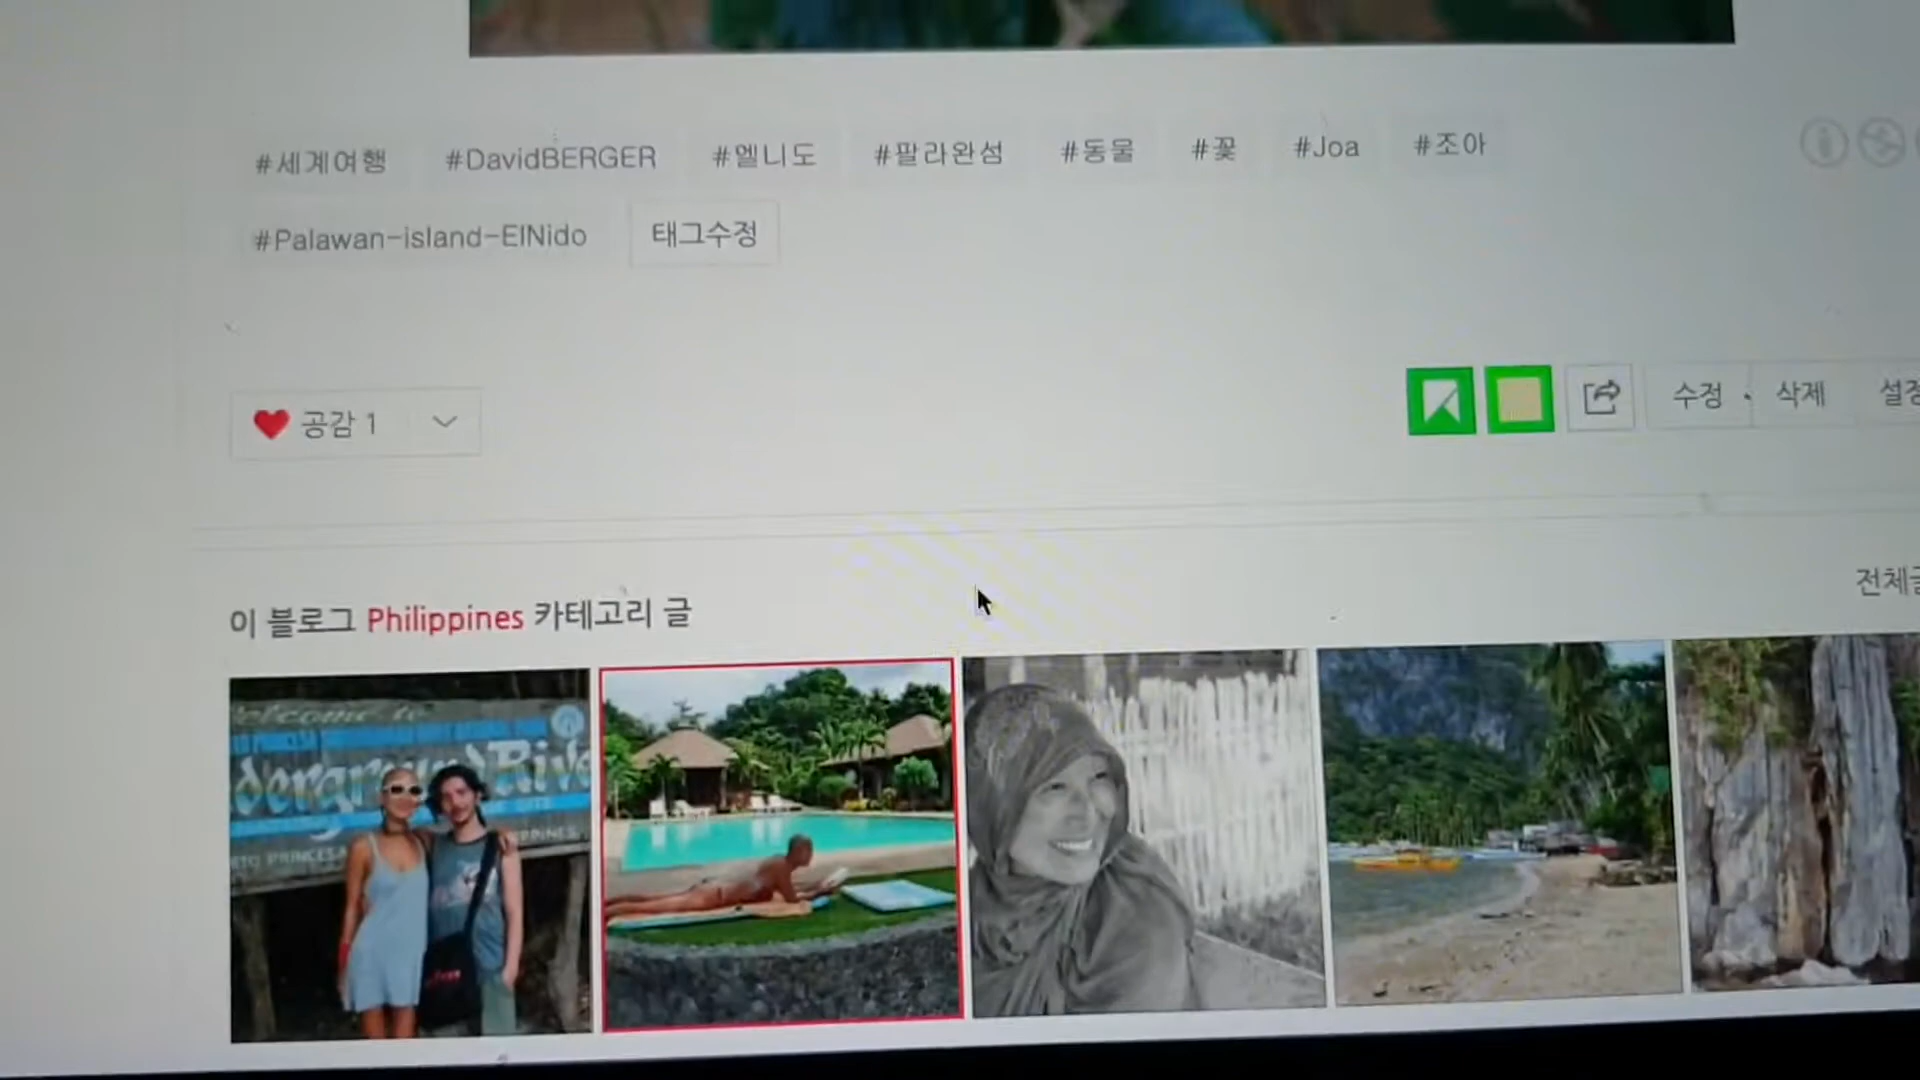 #세계여행 #DavidBERGER #엘니도 #팔라완섬 #동물 #꽃 #Joa #조아
#Palawan-island-ElNido 태그수정
공감 1 수정 삭제
이 블로그 Philippines 카테고리 글